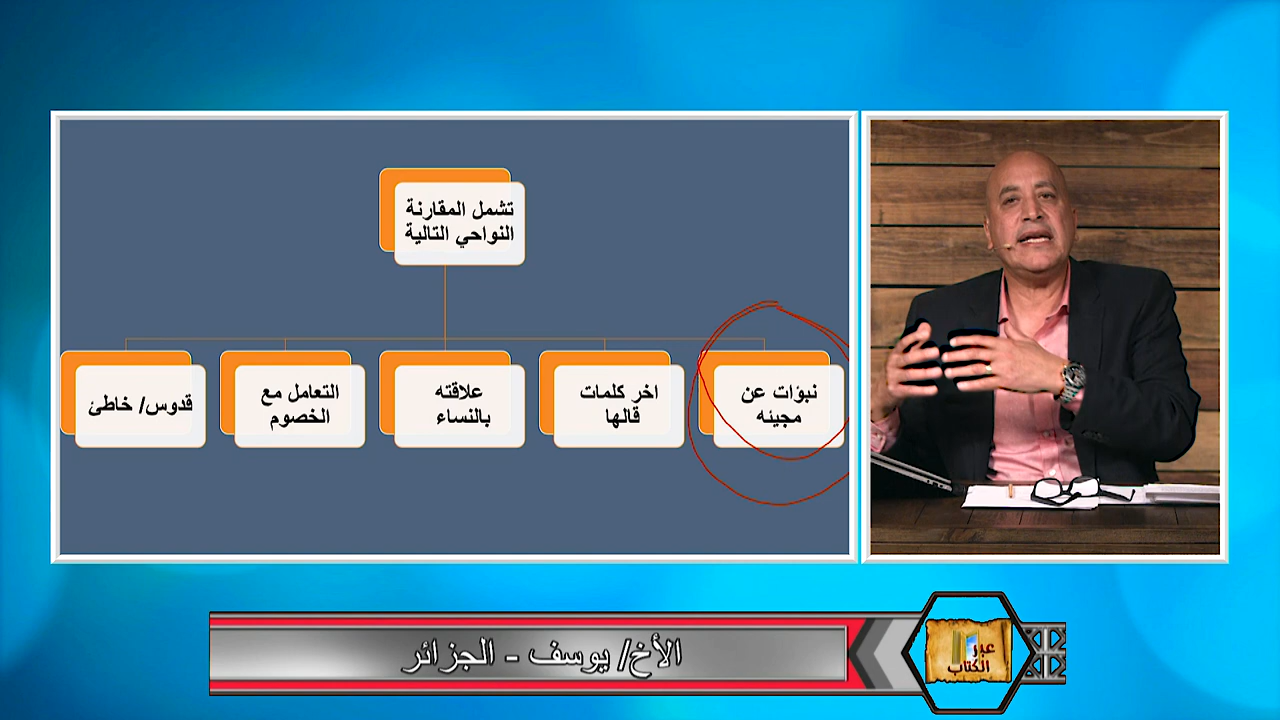 تشمل المقارنة
النواحي التالية
نبؤات عن
مجيئه
اخر كلمات
قالها
علاقته
بالنساء
التعامل مع
الخصوم
قدوس/ خاطئ
الأخ/ يوسف - الجزائر
عبر
الكتاب